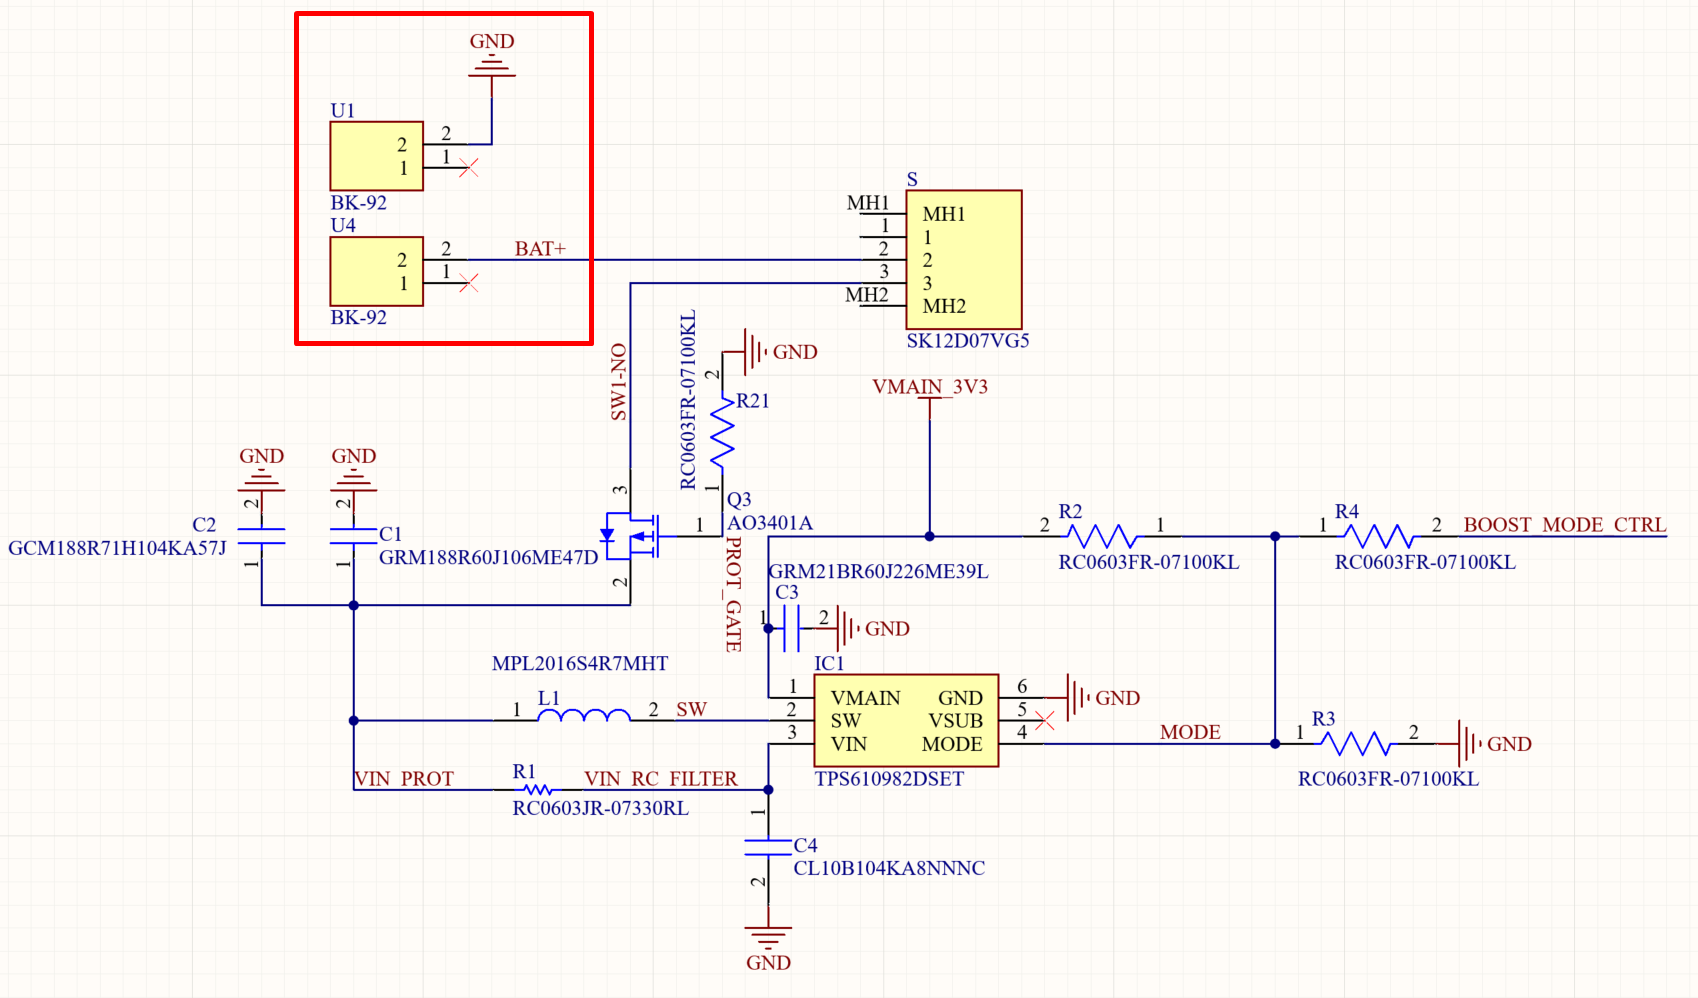 GND
U1
2 2
1 1
BK-92
U4
2 2 BAT+
1 1
BK-92
S
MH1 MH1
1 1
2 2
3 3
MH2 MH2
SK12D07VG5
SW1-NO
RC0603FR-07100KL
2
GND
R21
1
VMAIN_3V3
GND
GND
2
2
C2
GCM188R71H104KA57J
C1
GRM188R60J106ME47D
1
1
3
Q3
1 AO3401A
2
PROT_GATE
2 R2 1
RC0603FR-07100KL
1 R4 2 BOOST_MODE_CTRL
RC0603FR-07100KL
GRM21BR60J226ME39L
C3
1 2 GND
MPL2016S4R7MHT
1 L1 2 SW
IC1
1 VMAIN GND 6 GND
2 SW VSUB 5
3 VIN MODE 4 MODE
TPS610982DSET
R3
1 2 GND
RC0603FR-07100KL
VIN_PROT R1 VIN_RC_FILTER
RC0603JR-07330RL
1
C4
CL10B104KA8NNNC
2
GND